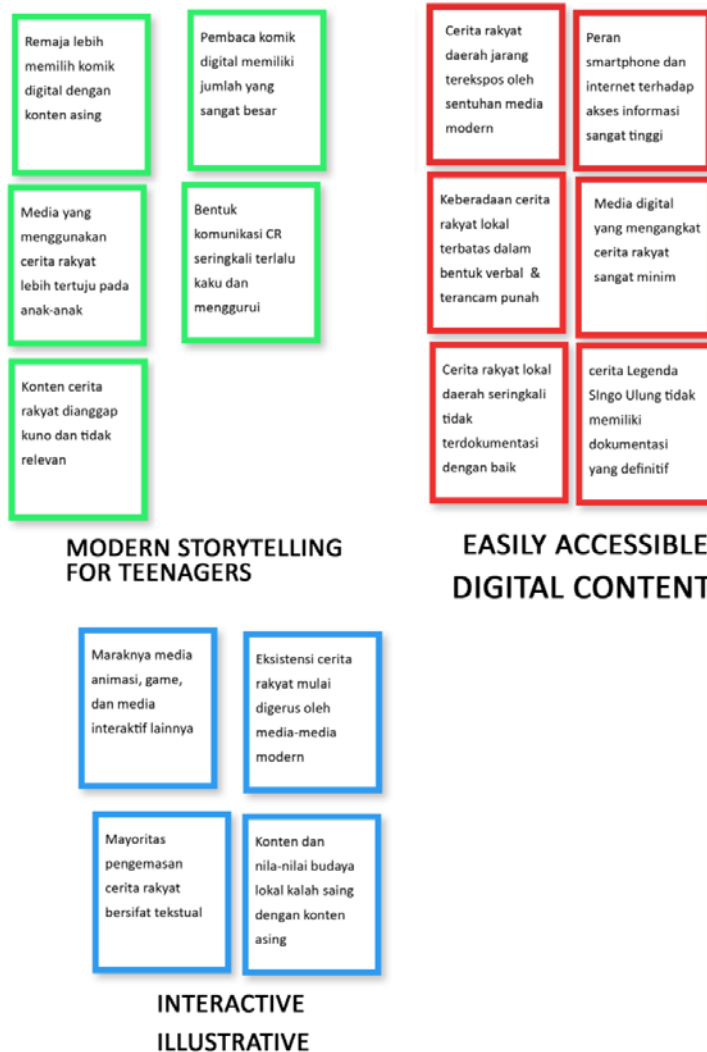 Remaja lebih
memilih komik
digital dengan
konten asing
Pembaca komik
digital memiliki
jumlah yang
sangat besar
Media yang
menggunakan
cerita rakyat
lebih tertuju pada
anak-anak
Bentuk
komunikasi CR
seringkali terlalu
kaku dan
menggurui
Konten cerita
rakyat dianggap
kuno dan tidak
relevan
MODERN STORYTELLING
FOR TEENAGERS
Cerita rakyat
daerah jarang
terekspos oleh
sentuhan media
modern
Peran
smartphone dan
internet terhadap
akses informasi
sangat tinggi
Keberadaan cerita
rakyat lokal
terbatas dalam
bentuk verbal &
terancam punah
Media digital
yang mengangkat
cerita rakyat
sangat minim
Cerita rakyat lokal
daerah seringkali
tidak
terdokumentasi
dengan baik
cerita Legenda
SIngo Ulung tidak
memiliki
dokumentasi
yang definitif
EASILY ACCESSIBLE
DIGITAL CONTENT
Maraknya media
animasi, game,
dan media
interaktif lainnya
Eksistensi cerita
rakyat mulai
digerus oleh
media-media
modern
Mayoritas
pengemasan
cerita rakyat
bersifat tekstual
Konten dan
nila-nilai budaya
lokal kalah saing
dengan konten
asing
INTERACTIVE
ILLUSTRATIVE